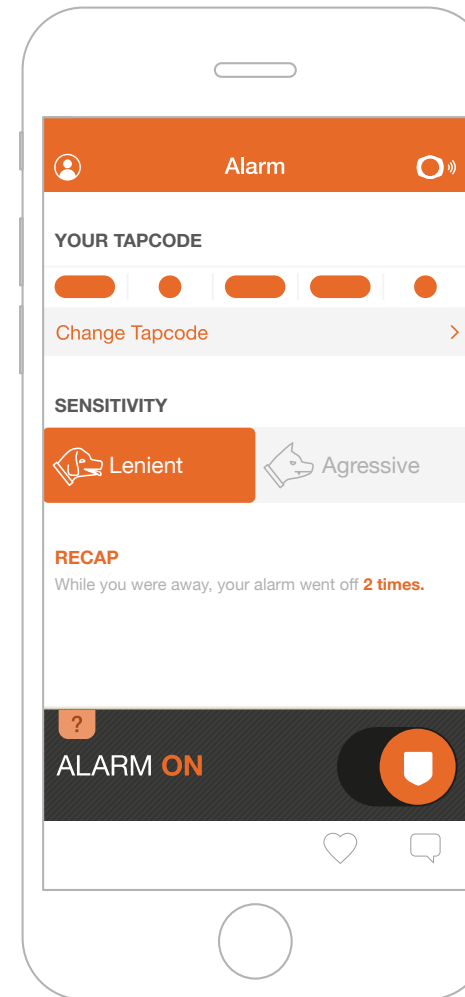 Alarm
YOUR TAPCODE
Change Tapcode
SENSITIVITY
Lenient
Agressive
RECAP
While you were away, your alarm went off 2 times.
?
ALARM ON